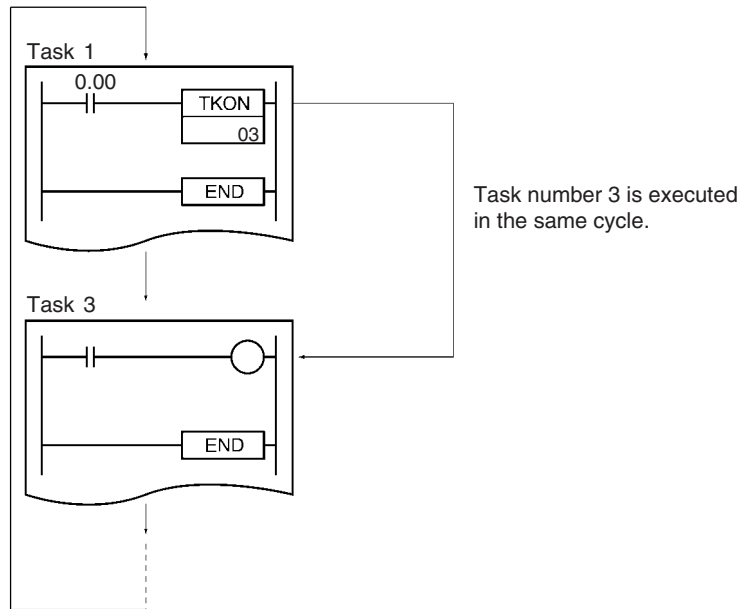 Task 1
0.00
TKON
03
END
Task number 3 is executed
in the same cycle.
Task 3
END